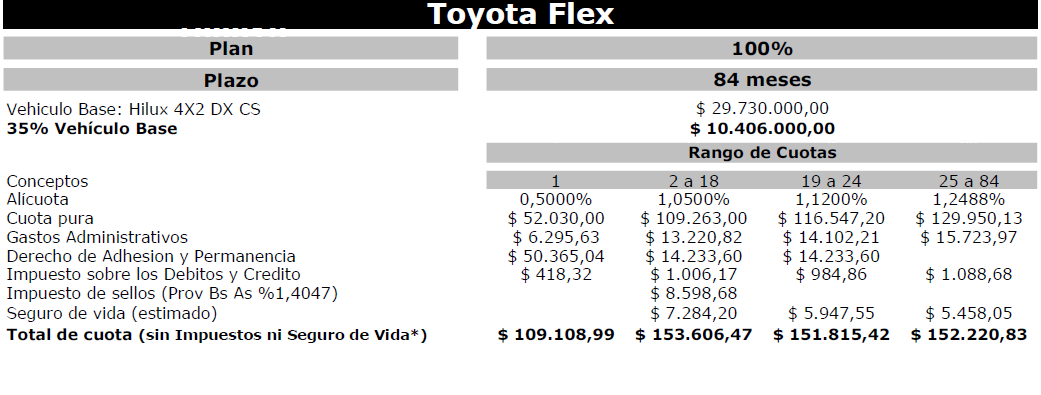 Toyota Flex
Plan 100%
Plazo 84 meses
Vehiculo Base: Hilux 4X2 DX CS $ 29.730.000,00
35% Vehículo Base $ 10.406.000,00
Rango de Cuotas
Conceptos 1 2 a 18 19 a 24 25 a 84
Alícuota 0,5000% 1,0500% 1,1200% 1,2488%
Cuota pura $ 52.030,00 $ 109.263,00 $ 116.547,20 $ 129.950,13
Gastos Administrativos $ 6.295,63 $ 13.220,82 $ 14.102,21 $ 15.723,97
Derecho de Adhesion y Permanencia $ 50.365,04 $ 14.233,60 $ 14.233,60
Impuesto sobre los Debitos y Credito $ 418,32 $ 1.006,17 $ 984,86 $ 1.088,68
Impuesto de sellos (Prov Bs As %1,4047) $ 8.598,68
Seguro de vida (estimado) $ 7.284,20 $ 5.947,55 $ 5.458,05
Total de cuota (sin Impuestos ni Seguro de Vida*) $ 109.108,99 $ 153.606,47 $ 151.815,42 $ 152.220,83